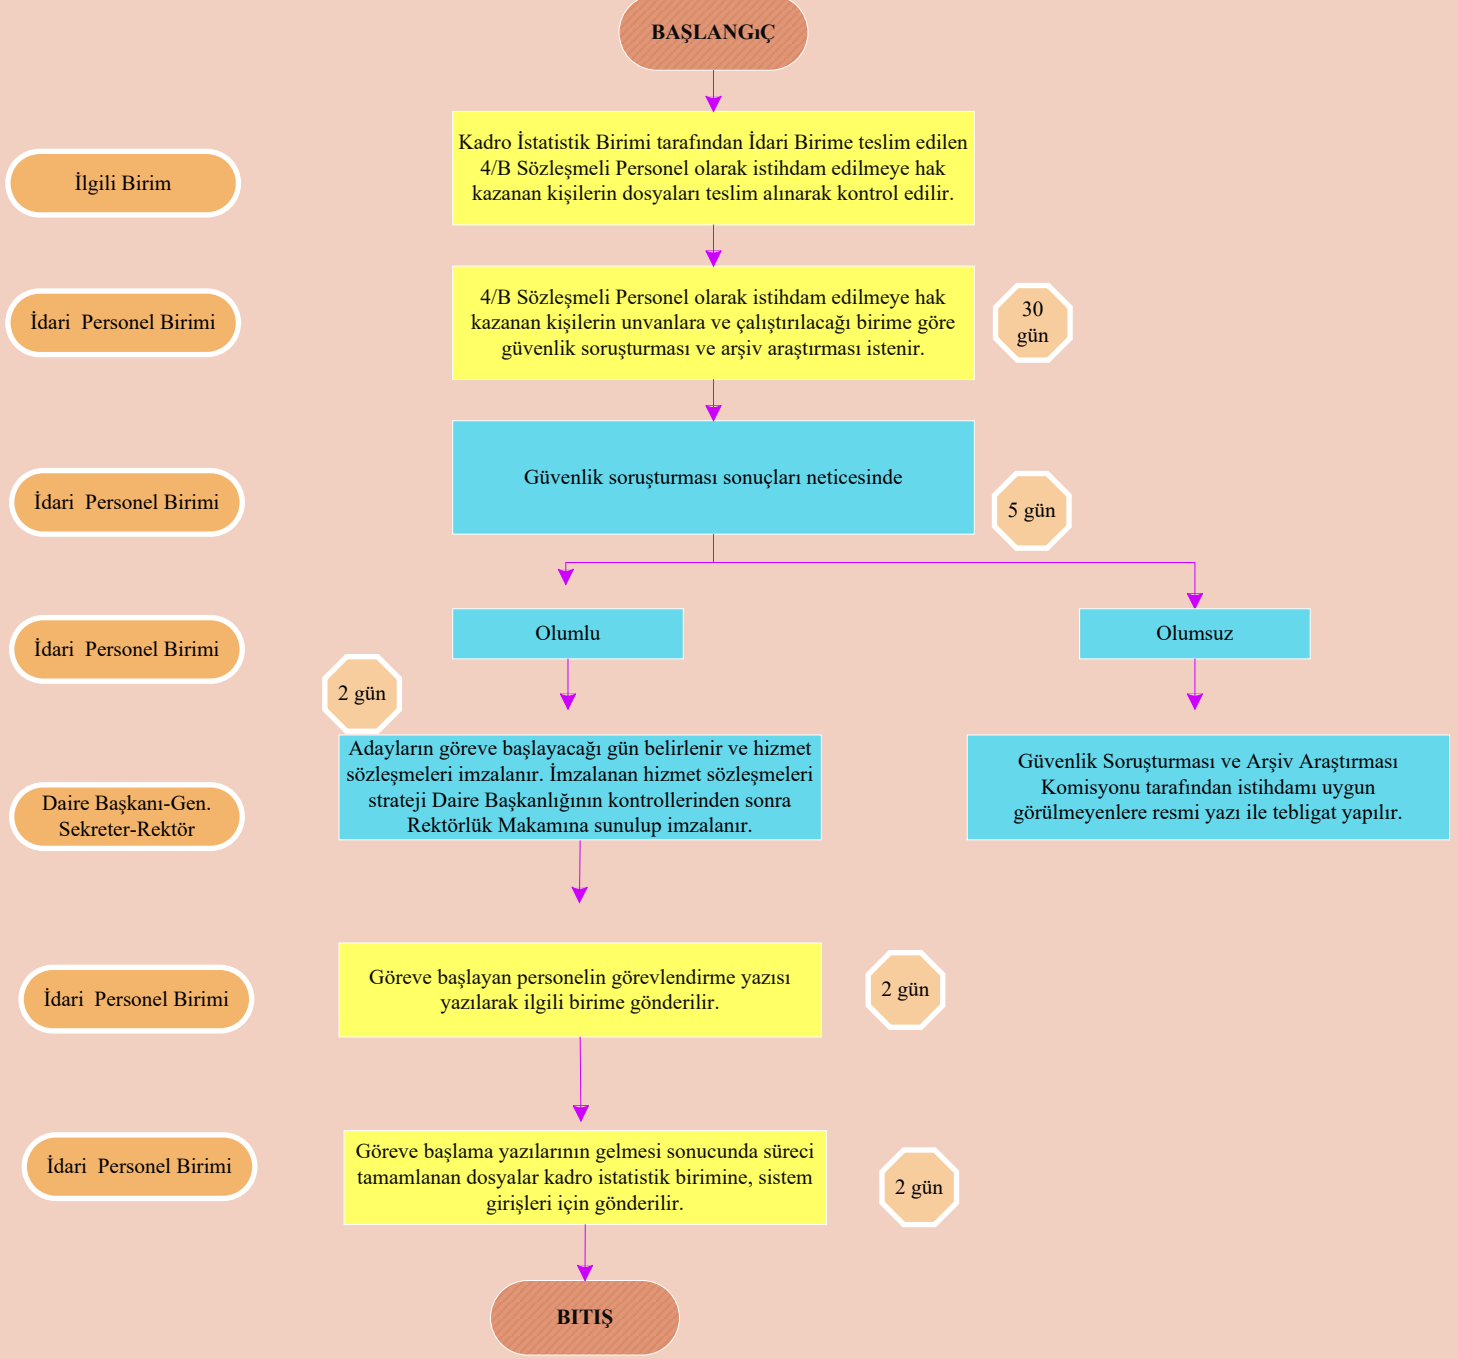 BAŞLANGıÇ
İlgili Birim
Kadro İstatistik Birimi tarafından İdari Birime teslim edilen
4/B Sözleşmeli Personel olarak istihdam edilmeye hak
kazanan kişilerin dosyaları teslim alınarak kontrol edilir.
İdari Personel Birimi
4/B Sözleşmeli Personel olarak istihdam edilmeye hak
kazanan kişilerin unvanlara ve çalıştırılacağı birime göre
güvenlik soruşturması ve arşiv araştırması istenir.
30
gün
İdari Personel Birimi
Güvenlik soruşturması sonuçları neticesinde
5 gün
İdari Personel Birimi
Olumlu
Olumsuz
2 gün
Daire Başkanı-Gen.
Sekreter-Rektör
Adayların göreve başlayacağı gün belirlenir ve hizmet
sözleşmeleri imzalanır. İmzalanan hizmet sözleşmeleri
strateji Daire Başkanlığının kontrollerinden sonra
Rektörlük Makamına sunulup imzalanır.
Güvenlik Soruşturması ve Arşiv Araştırması
Komisyonu tarafından istihdamı uygun
görülmeyenlere resmi yazı ile tebligat yapılır.
İdari Personel Birimi
Göreve başlayan personelin görevlendirme yazısı
yazılarak ilgili birime gönderilir.
2 gün
İdari Personel Birimi
Göreve başlama yazılarının gelmesi sonucunda süreci
tamamlanan dosyalar kadro istatistik birimine, sistem
girişleri için gönderilir.
2 gün
BITIŞ